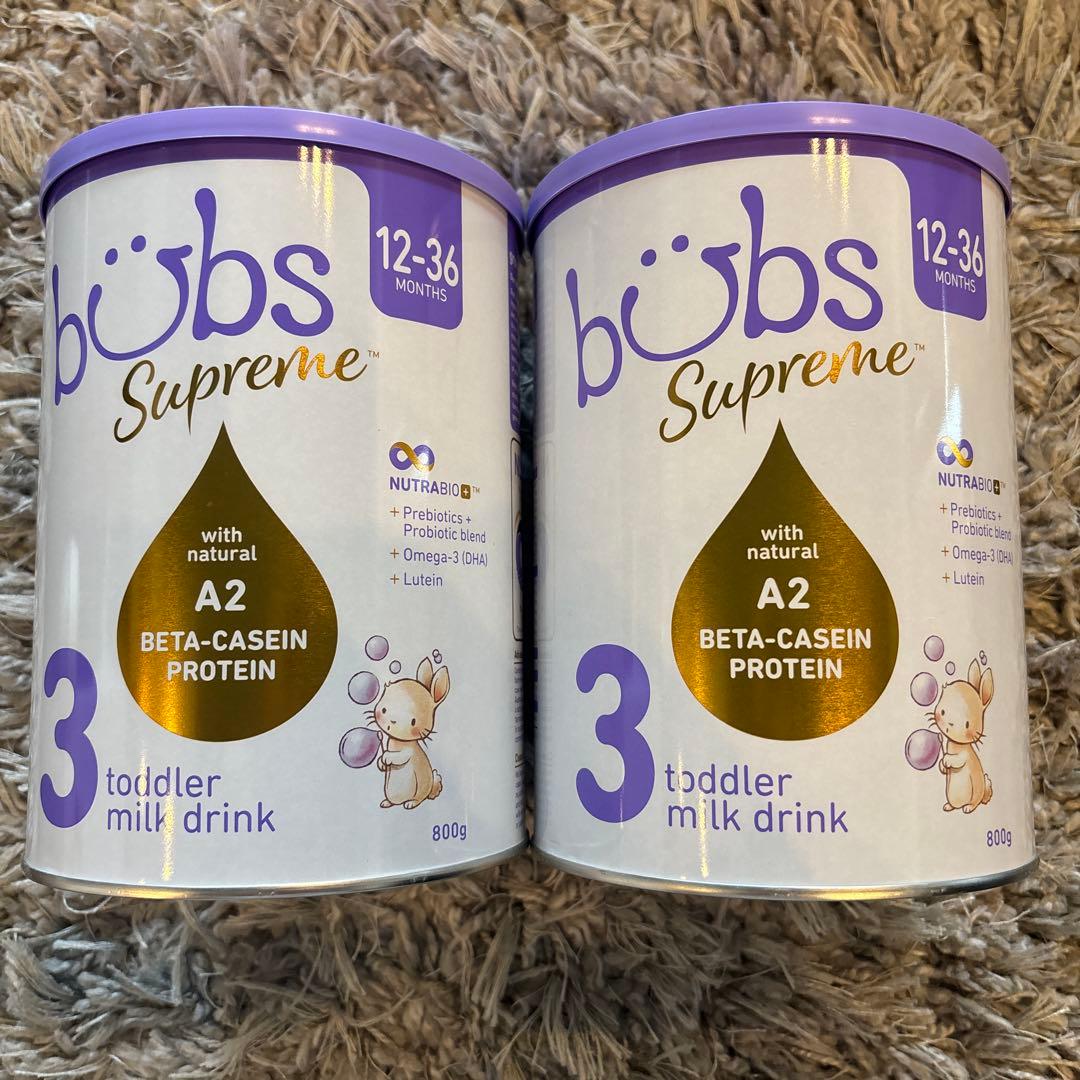 bübs
Supreme™
12-36
MONTHS
NUTRABIO+™
+ Prebiotics +
Probiotic blend
+ Omega-3 (DHA)
+ Lutein
with
natural
A2
BETA-CASEIN
PROTEIN
3
toddler
milk drink
800g
bübs
Supreme™
12-36
MONTHS
NUTRABIO+™
+ Prebiotics +
Probiotic blend
+ Omega-3 (DHA)
+ Lutein
with
natural
A2
BETA-CASEIN
PROTEIN
3
toddler
milk drink
800g